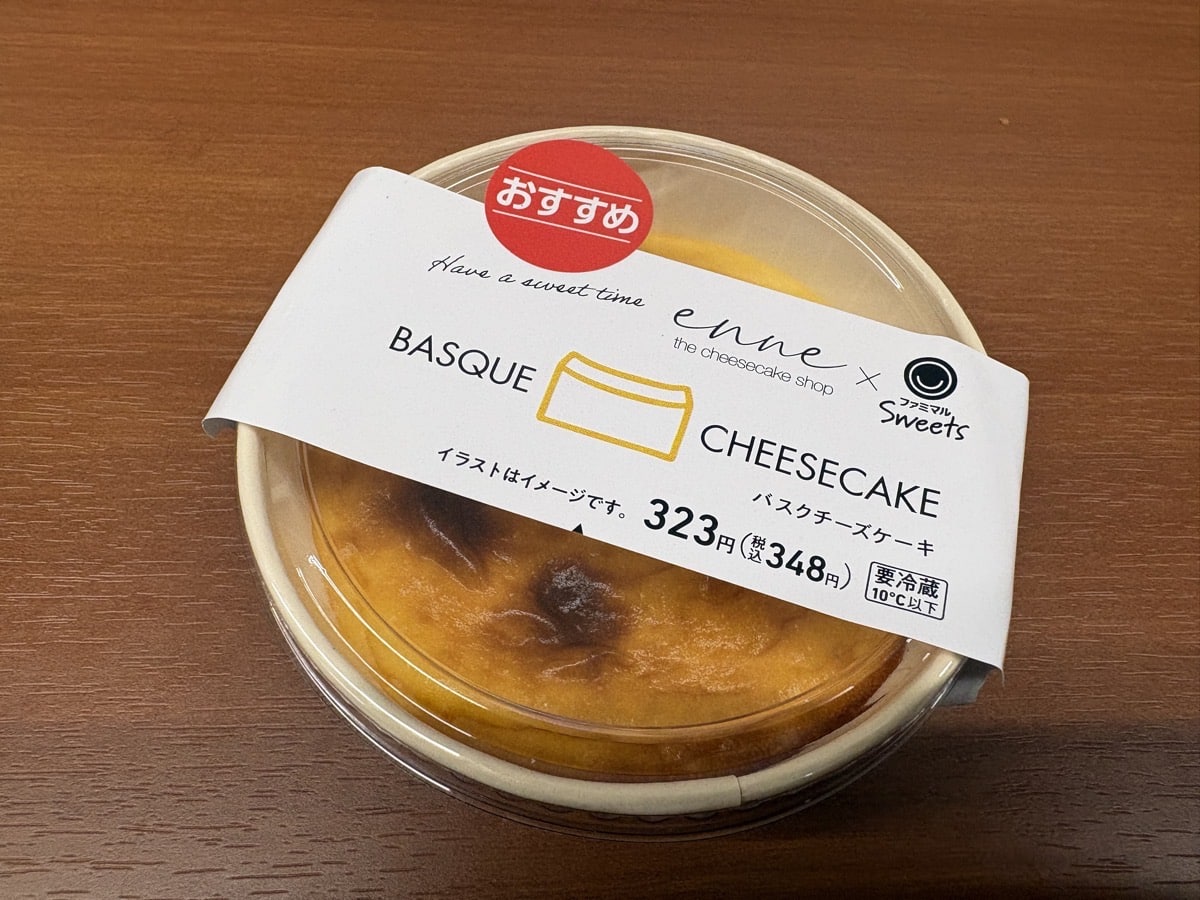 おすすめ
Have a sweet time
enne
the cheesecake shop
×
ファミマル
Sweets
BASQUE
CHEESECAKE
バスクチーズケーキ
イラストはイメージです。
323円(税込348円)
要冷蔵
10℃以下